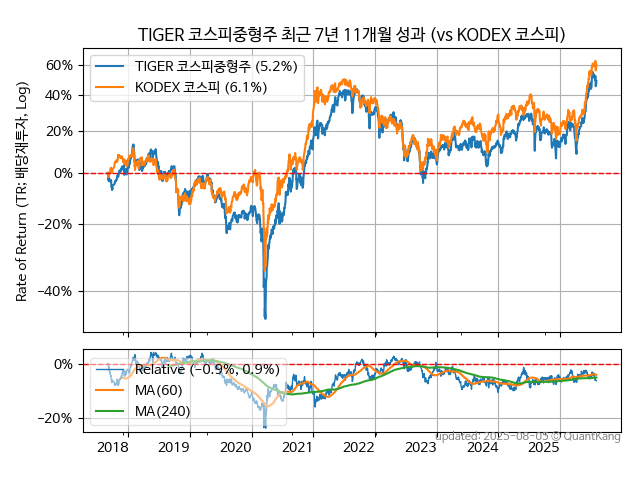 TIGER 코스피중형주 최근 7년 11개월 성과 (vs KODEX 코스피)
Rate of Return (TR: 배당재투자, Log)
60%
40%
20%
0%
−20%
−40%
TIGER 코스피중형주 (5.2%)
KODEX 코스피 (6.1%)
0%
−20%
Relative (−0.9%, 0.9%)
MA(60)
MA(240)
2018 2019 2020 2021 2022 2023 2024 2025
updated: 2025-08-05 © QuantKang